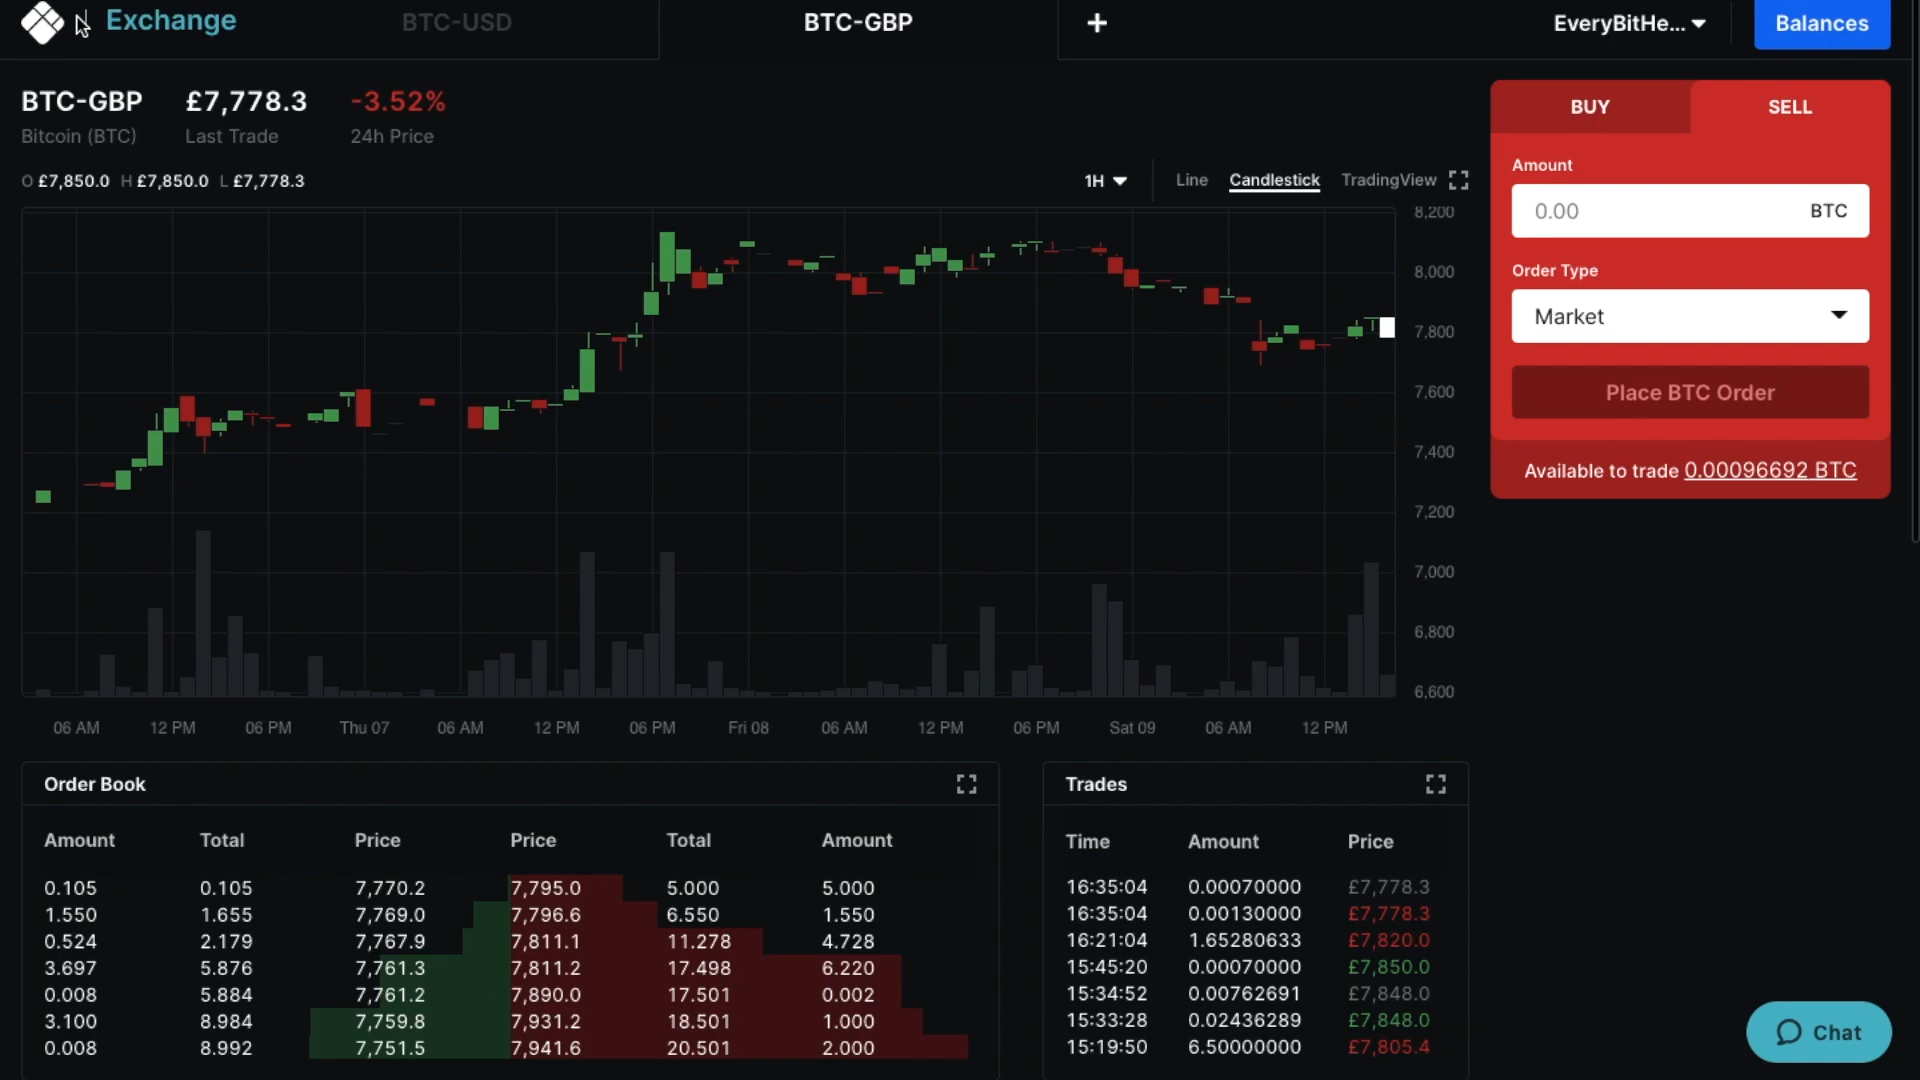 Exchange
BTC-USD
BTC-GBP
+
EveryBitHe...
Balances
BTC-GBP £7,778.3 -3.52%
Bitcoin (BTC) Last Trade 24h Price
O £7,850.0 H £7,850.0 L £7,778.3
1H Line Candlestick TradingView
8,200
8,000
7,800
7,600
7,400
7,200
7,000
6,800
6,600
06 AM 12 PM 06 PM Thu 07 06 AM 12 PM 06 PM Fri 08 06 AM 12 PM 06 PM Sat 09 06 AM 12 PM
BUY SELL
Amount
0.00 BTC
Order Type
Market
Place BTC Order
Available to trade 0.00096692 BTC
Order Book
Amount Total Price Price Total Amount
0.105 0.105 7,770.2 7,795.0 5.000 5.000
1.550 1.655 7,769.0 7,796.6 6.550 1.550
0.524 2.179 7,767.9 7,811.1 11.278 4.728
3.697 5.876 7,761.3 7,811.2 17.498 6.220
0.008 5.884 7,761.2 7,890.0 17.501 0.002
3.100 8.984 7,759.8 7,931.2 18.501 1.000
0.008 8.992 7,751.5 7,941.6 20.501 2.000
Trades
Time Amount Price
16:35:04 0.00070000 £7,778.3
16:35:04 0.00130000 £7,778.3
16:21:04 1.65280633 £7,820.0
15:45:20 0.00070000 £7,850.0
15:34:52 0.00762691 £7,848.0
15:33:28 0.02436289 £7,848.0
15:19:50 6.50000000 £7,805.4
Chat